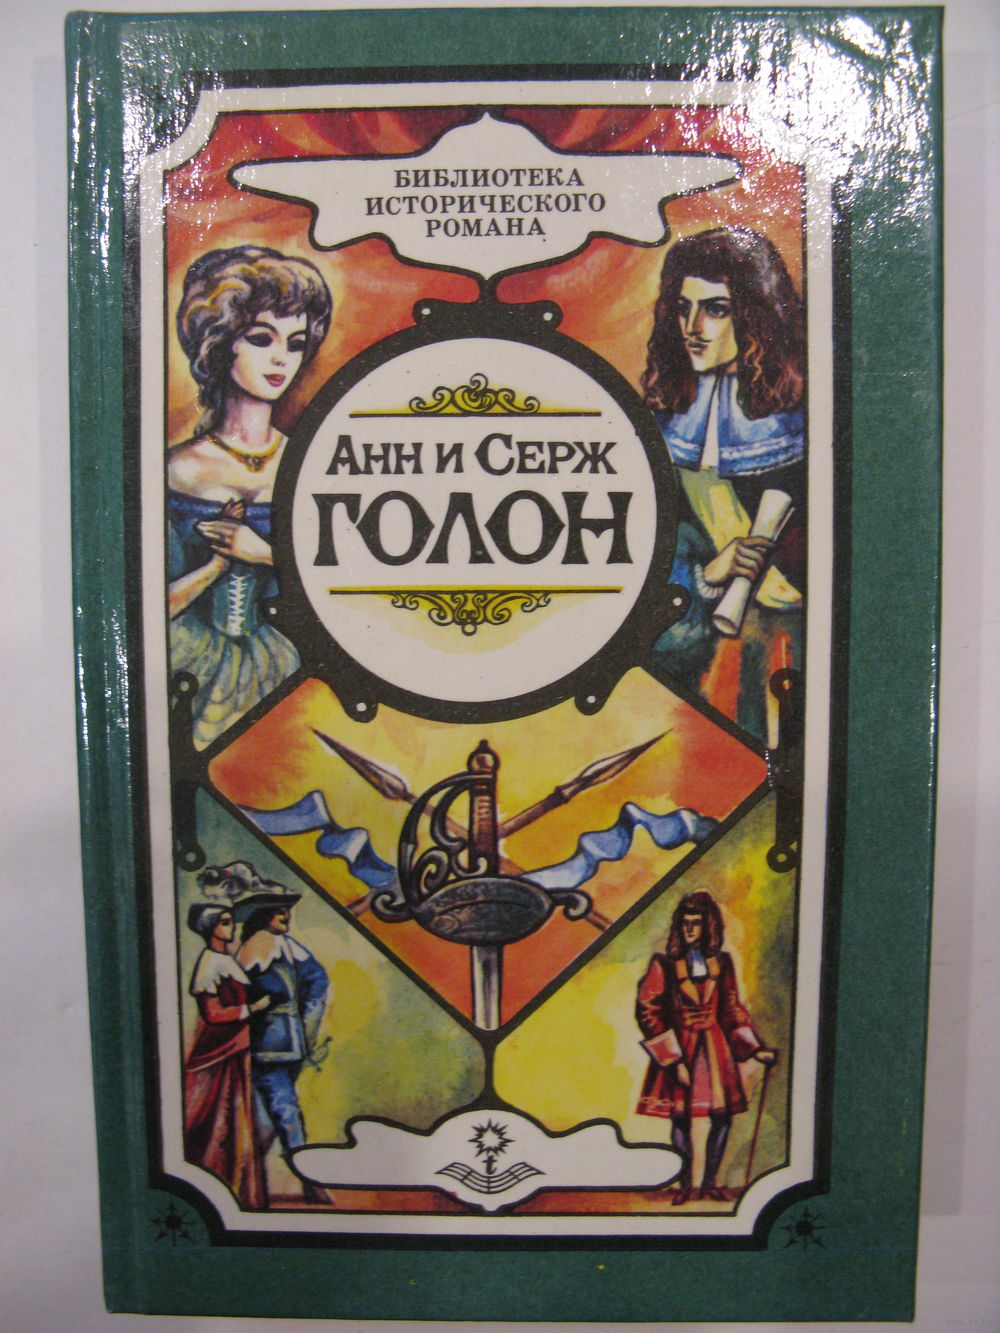 БИБЛИОТЕКА
ИСТОРИЧЕСКОГО
РОМАНА
АНН И СЕРЖ
ГОЛОН
t